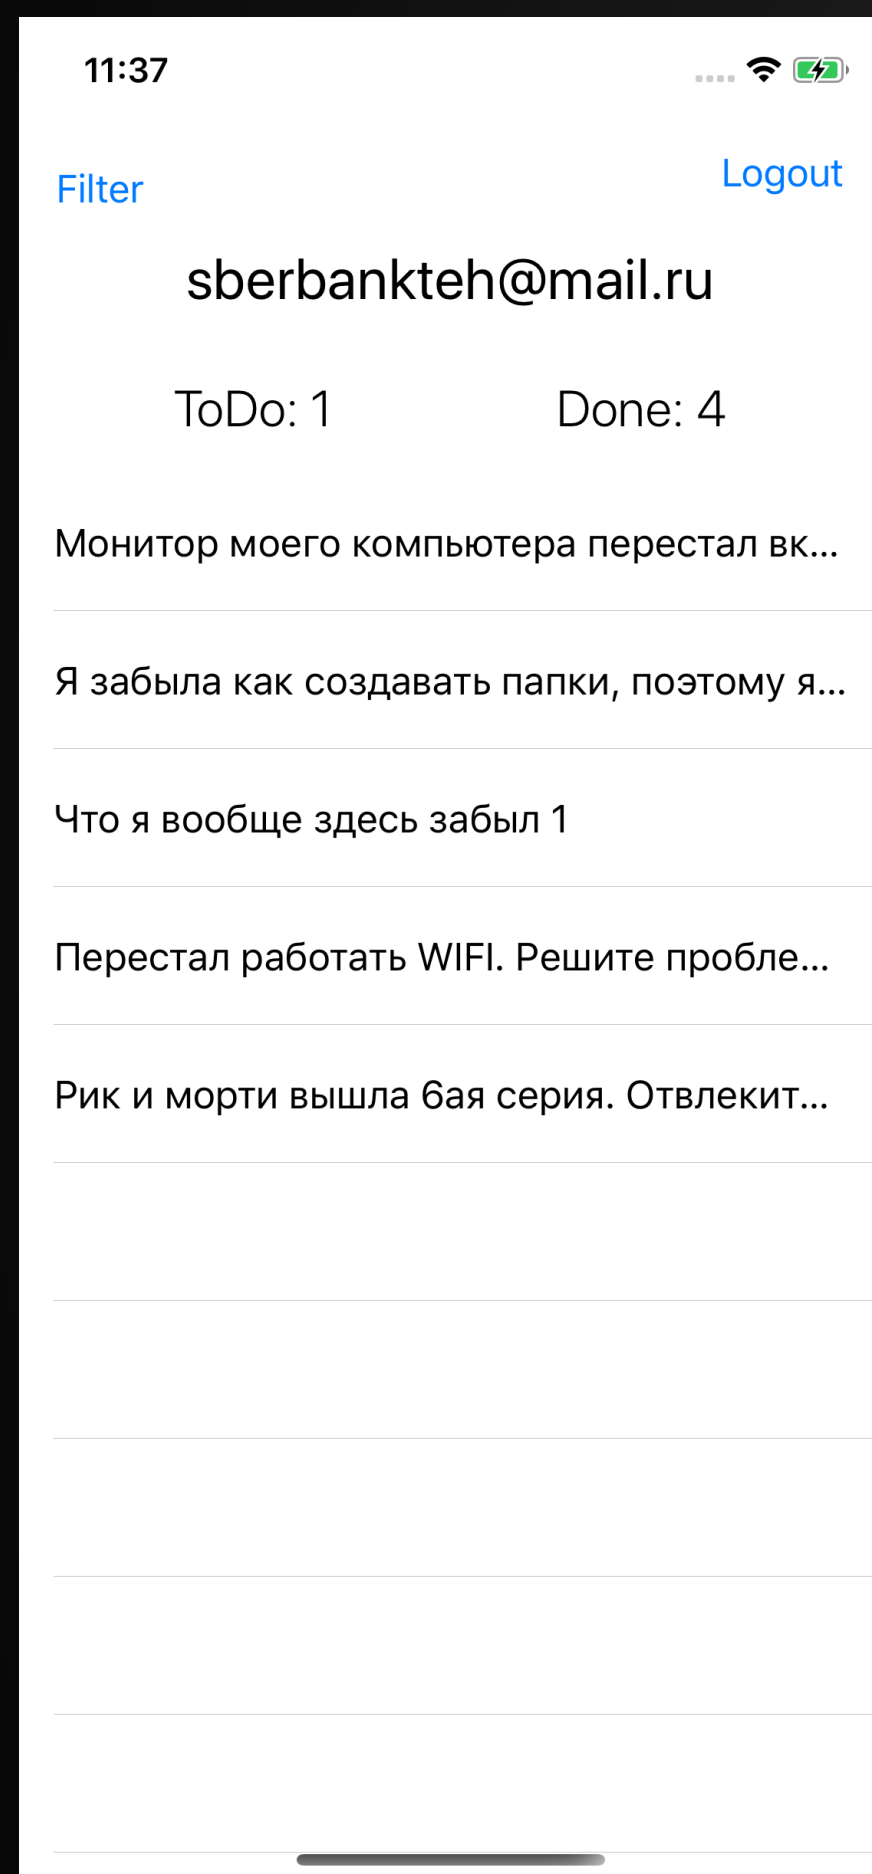 11:37
Filter
Logout
sberbankteh@mail.ru
ToDo: 1
Done: 4
Монитор моего компьютера перестал вк...
Я забыла как создавать папки, поэтому я...
Что я вообще здесь забыл 1
Перестал работать WIFI. Решите пробле...
Рик и морти вышла 6ая серия. Отвлекит...